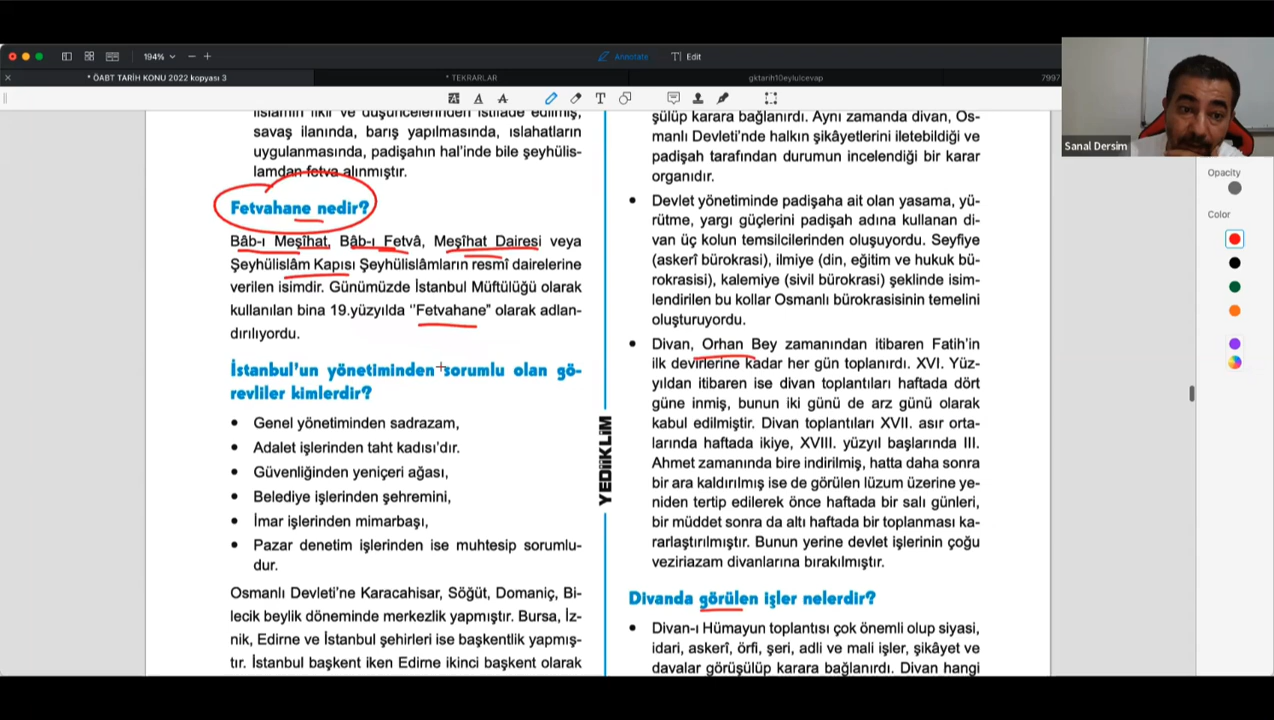 194%
Annotate
Edit
* ÖABT TARİH KONU 2022 kopyası 3
* TEKRARLAR
gktarih10eylulcevap
7997
Sanal Dersim
Opacity
Color
lislamın fikir ve düşüncelerinden istifade edilmiş,
savaş ilanında, barış yapılmasında, ıslahatların
uygulanmasında, padişahın hal'inde bile şeyhülis-
lamdan fetva alınmıştır.
Fetvahane nedir?
Bâb-ı Meşîhat, Bâb-ı Fetvâ, Meşîhat Dairesi veya
Şeyhülislâm Kapısı Şeyhülislâmların resmî dairelerine
verilen isimdir. Günümüzde İstanbul Müftülüğü olarak
kullanılan bina 19.yüzyılda ''Fetvahane” olarak adlan-
dırılıyordu.
İstanbul'un yönetiminden sorumlu olan gö-
revliler kimlerdir?
• Genel yönetiminden sadrazam,
• Adalet işlerinden taht kadısı'dır.
• Güvenliğinden yeniçeri ağası,
• Belediye işlerinden şehremini,
• İmar işlerinden mimarbaşı,
• Pazar denetim işlerinden ise muhtesip sorumlu-
dur.
Osmanlı Devleti'ne Karacahisar, Söğüt, Domaniç, Bi-
lecik beylik döneminde merkezlik yapmıştır. Bursa, İz-
nik, Edirne ve İstanbul şehirleri ise başkentlik yapmış-
tır. İstanbul başkent iken Edirne ikinci başkent olarak
YEDİİKLİM
şülüp karara bağlanırdı. Aynı zamanda divan, Os-
manlı Devleti'nde halkın şikâyetlerini iletebildiği ve
padişah tarafından durumun incelendiği bir karar
organıdır.
• Devlet yönetiminde padişaha ait olan yasama, yü-
rütme, yargı güçlerini padişah adına kullanan di-
van üç kolun temsilcilerinden oluşuyordu. Seyfiye
(askerî bürokrasi), ilmiye (din, eğitim ve hukuk bü-
rokrasisi), kalemiye (sivil bürokrasi) şeklinde isim-
lendirilen bu kollar Osmanlı bürokrasisinin temelini
oluşturuyordu.
• Divan, Orhan Bey zamanından itibaren Fatih'in
ilk devirlerine kadar her gün toplanırdı. XVI. Yüz-
yıldan itibaren ise divan toplantıları haftada dört
güne inmiş, bunun iki günü de arz günü olarak
kabul edilmiştir. Divan toplantıları XVII. asır orta-
larında haftada ikiye, XVIII. yüzyıl başlarında III.
Ahmet zamanında bire indirilmiş, hatta daha sonra
bir ara kaldırılmış ise de görülen lüzum üzerine ye-
niden tertip edilerek önce haftada bir salı günleri,
bir müddet sonra da altı haftada bir toplanması ka-
rarlaştırılmıştır. Bunun yerine devlet işlerinin çoğu
veziriazam divanlarına bırakılmıştır.
Divanda görülen işler nelerdir?
• Divan-ı Hümayun toplantısı çok önemli olup siyasi,
idari, askerî, örfi, şeri, adli ve mali işler, şikâyet ve
davalar görüşülüp karara bağlanırdı. Divan hangi